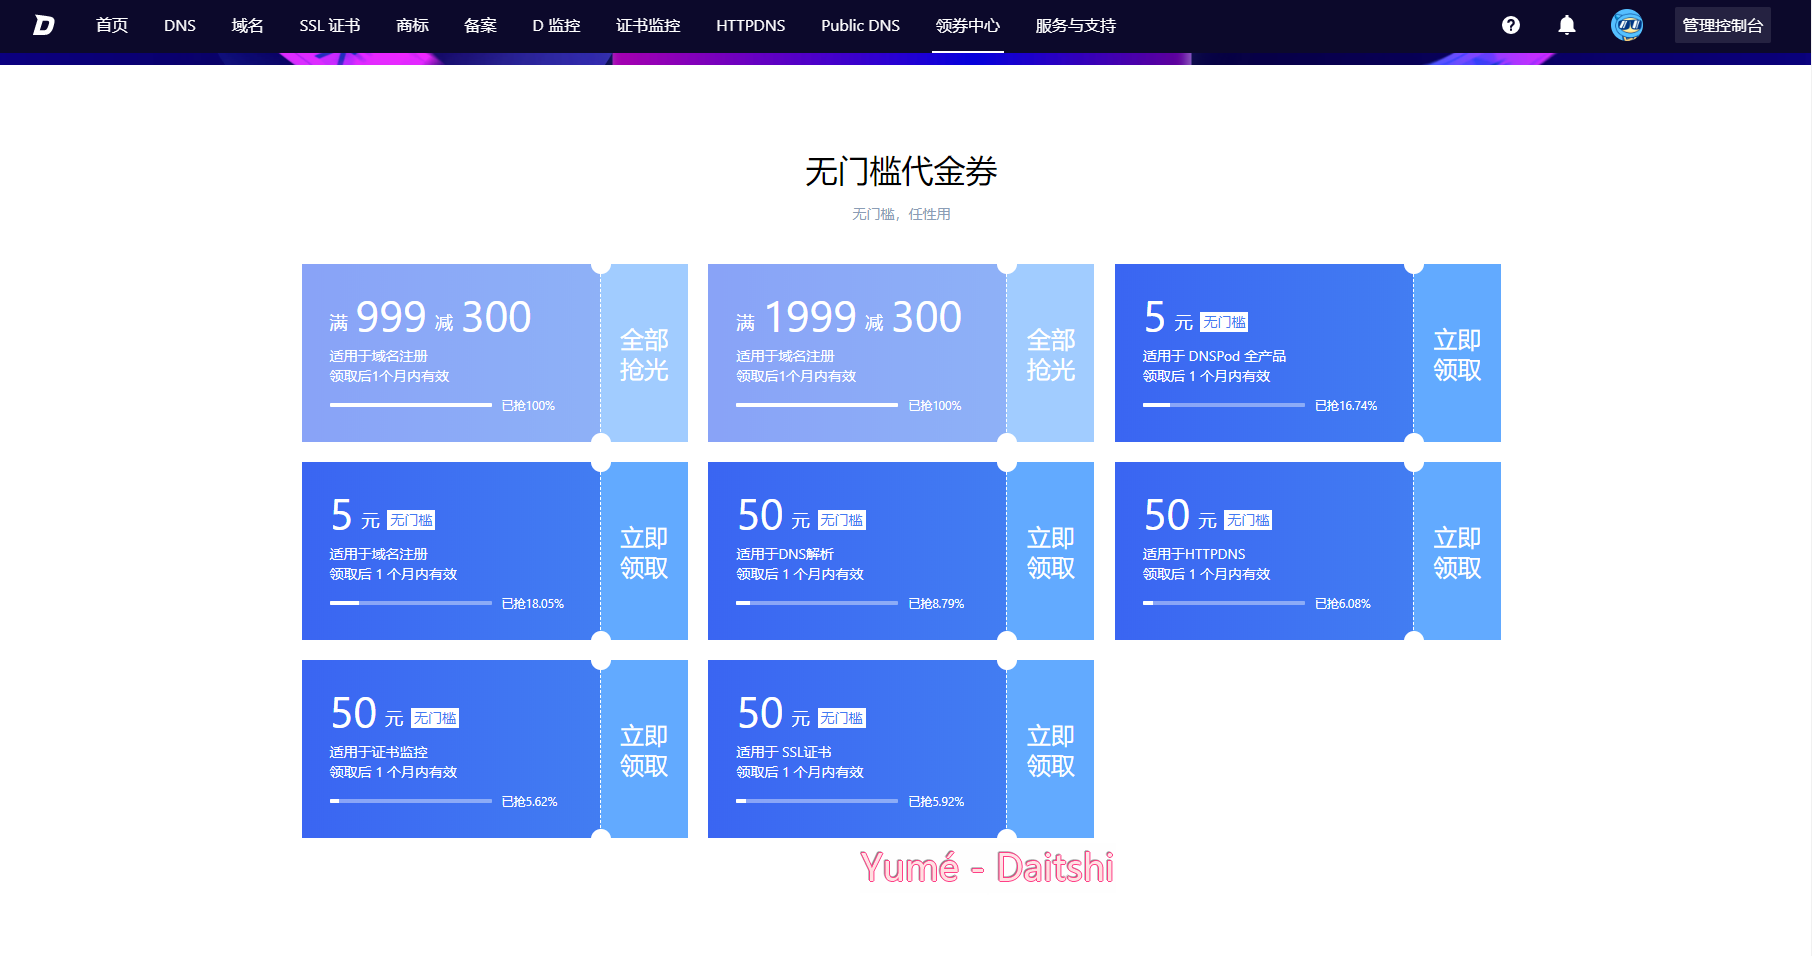 首页 DNS 域名 SSL 证书 商标 备案 D 监控 证书监控 HTTPDNS Public DNS 领券中心 服务与支持 管理控制台
无门槛代金券
无门槛，任性用
满 999 减 300
适用于域名注册
领取后1个月内有效
已抢100%
全部
抢光
满 1999 减 300
适用于域名注册
领取后1个月内有效
已抢100%
全部
抢光
5 元 无门槛
适用于 DNSPod 全产品
领取后 1 个月内有效
已抢16.74%
立即
领取
5 元 无门槛
适用于域名注册
领取后 1 个月内有效
已抢18.05%
立即
领取
50 元 无门槛
适用于DNS解析
领取后 1 个月内有效
已抢8.79%
立即
领取
50 元 无门槛
适用于HTTPDNS
领取后 1 个月内有效
已抢6.08%
立即
领取
50 元 无门槛
适用于证书监控
领取后 1 个月内有效
已抢5.62%
立即
领取
50 元 无门槛
适用于 SSL证书
领取后 1 个月内有效
已抢5.92%
立即
领取
Yumé - Daitshi